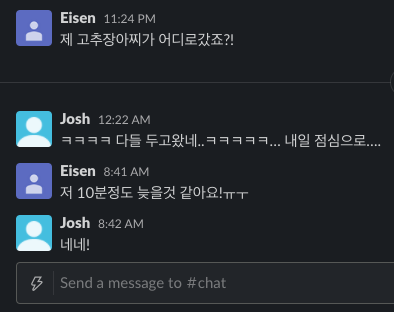 Eisen 11:24 PM
제 고추장아찌가 어디로갔죠?!
Josh 12:22 AM
ㅋㅋㅋㅋ 다들 두고왔네..ㅋㅋㅋㅋㅋ... 내일 점심으로....
Eisen 8:41 AM
저 10분정도 늦을것 같아요!ㅠㅜ
Josh 8:42 AM
네네!
Send a message to #chat